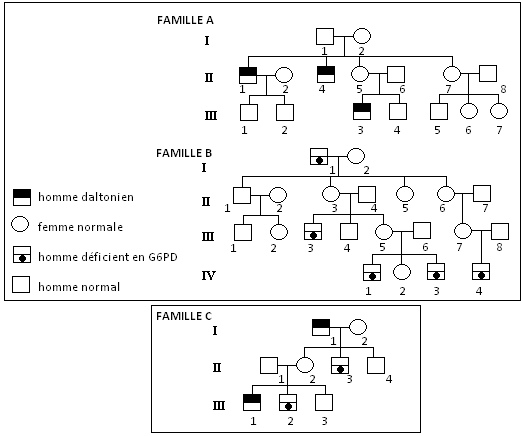 FAMILLE A
I
1 2
II
1 2 4 5 6 7 8
III
1 2 3 4 5 6 7
FAMILLE B
I
1 2
II
1 2 3 4 5 6 7
III
1 2 3 4 5 6 7 8
IV
1 2 3 4
homme daltonien
femme normale
homme déficient en G6PD
homme normal
FAMILLE C
I
1 2
II
1 2 3 4
III
1 2 3